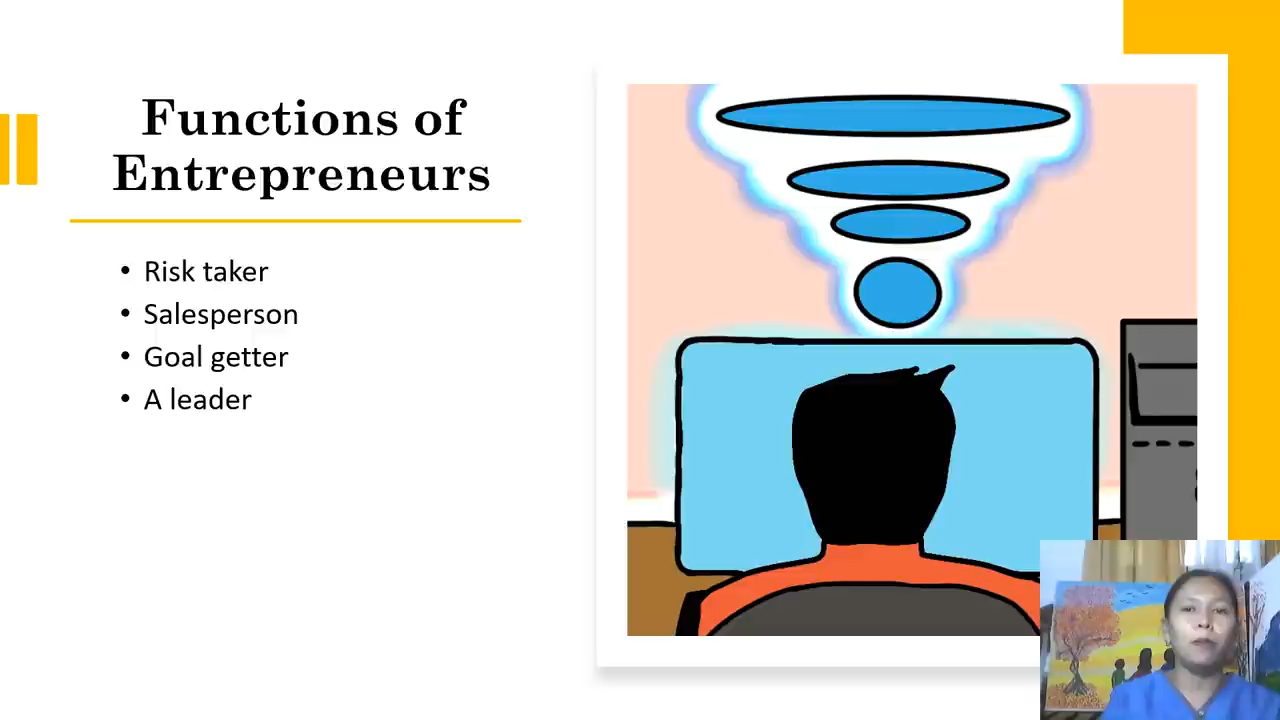 Functions of
Entrepreneurs
• Risk taker
• Salesperson
• Goal getter
• A leader